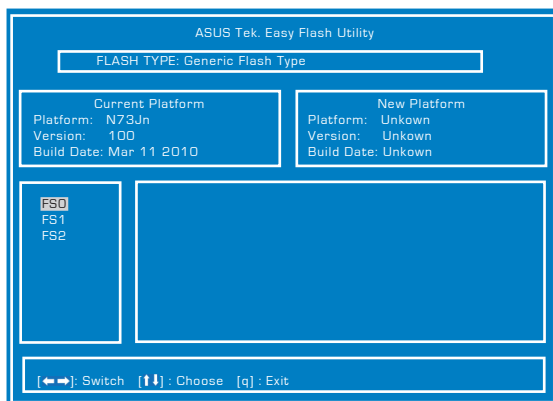 ASUS Tek. Easy Flash Utility
FLASH TYPE: Generic Flash Type
Current Platform
Platform: N73Jn
Version: 100
Build Date: Mar 11 2010
New Platform
Platform: Unkown
Version: Unkown
Build Date: Unkown
FS0
FS1
FS2
[←→]: Switch [↑↓] : Choose [q] : Exit